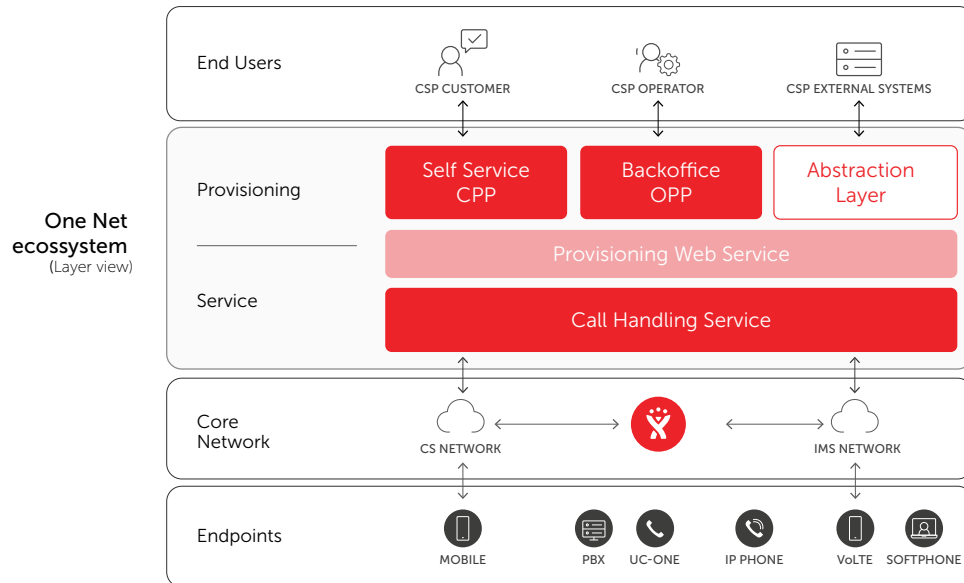 End Users
CSP CUSTOMER
CSP OPERATOR
CSP EXTERNAL SYSTEMS
One Net
ecossystem
(Layer view)
Provisioning
Self Service
CPP
Backoffice
OPP
Abstraction
Layer
Provisioning Web Service
Service
Call Handling Service
Core
Network
CS NETWORK
IMS NETWORK
Endpoints
MOBILE
PBX
UC-ONE
IP PHONE
VoLTE
SOFTPHONE